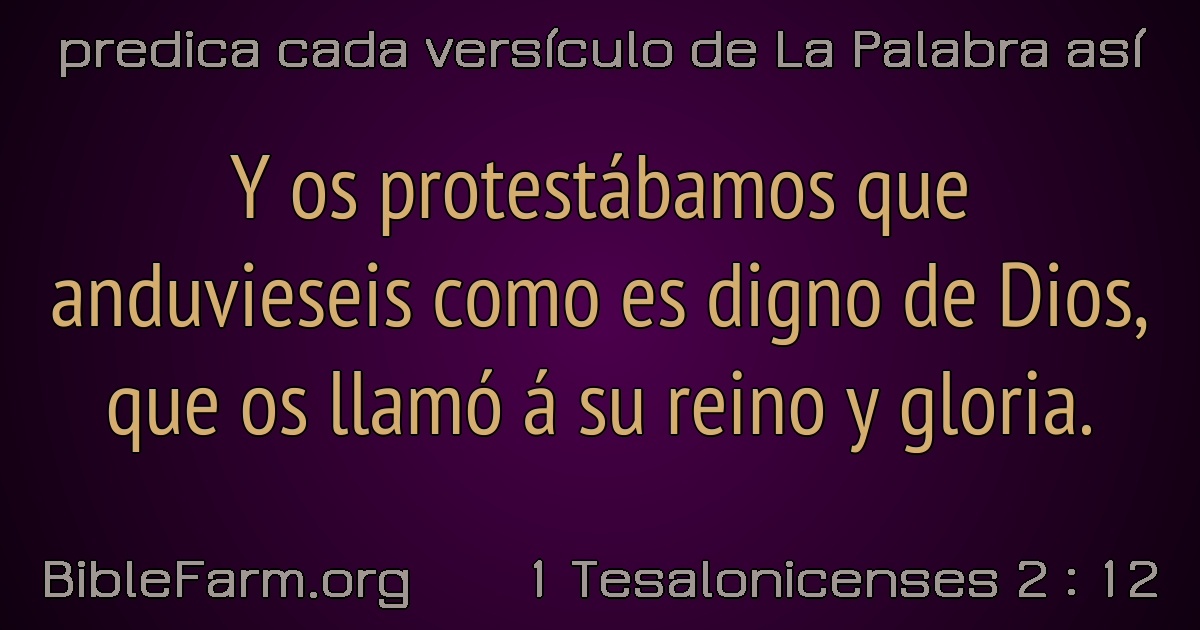 predica cada versículo de La Palabra así
Y os protestábamos que
anduvieseis como es digno de Dios,
que os llamó á su reino y gloria.
BibleFarm.org 1 Tesalonicenses 2 : 12